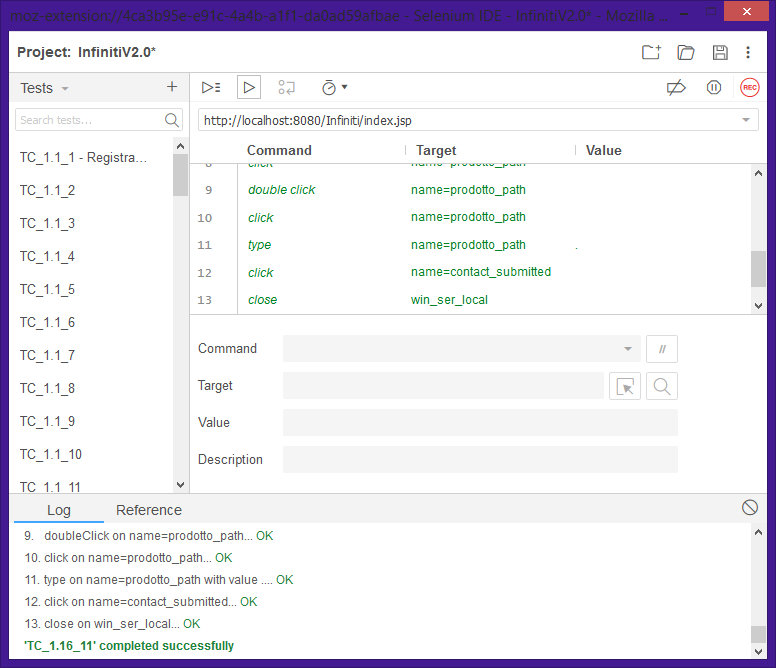 moz-extension://4ca3b95e-e91c-4a4b-a1f1-da0ad59afbae - Selenium IDE - InfinitiV2.0* - Mozilla ...
Project: InfinitiV2.0*
Tests
REC
Search tests...
http://localhost:8080/Infiniti/index.jsp
Command Target Value
TC_1.1_1 - Registra...
TC_1.1_2
TC_1.1_3
TC_1.1_4
TC_1.1_5
TC_1.1_6
TC_1.1_7
TC_1.1_8
TC_1.1_9
TC_1.1_10
TC_1.1_11
8 click name=prodotto_path
9 double click name=prodotto_path
10 click name=prodotto_path
11 type name=prodotto_path .
12 click name=contact_submitted
13 close win_ser_local
Command //
Target
Value
Description
Log Reference
9. doubleClick on name=prodotto_path... OK
10. click on name=prodotto_path... OK
11. type on name=prodotto_path with value .... OK
12. click on name=contact_submitted... OK
13. close on win_ser_local... OK
'TC_1.16_11' completed successfully